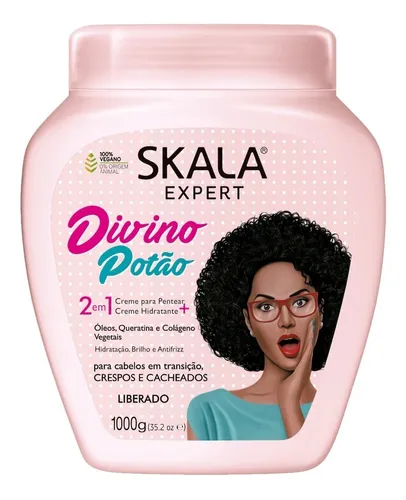 100%
VEGANO
0% ORIGEM
ANIMAL
SKALA®
EXPERT
Divino
Potão
2 em 1 Creme para Pentear +
Creme Hidratante
Óleos, Queratina e Colágeno
Vegetais
Hidratação, Brilho e Antifrizz
para cabelos em transição,
CRESPOS E CACHEADOS
LIBERADO
1000g (35.2 oz ℮)